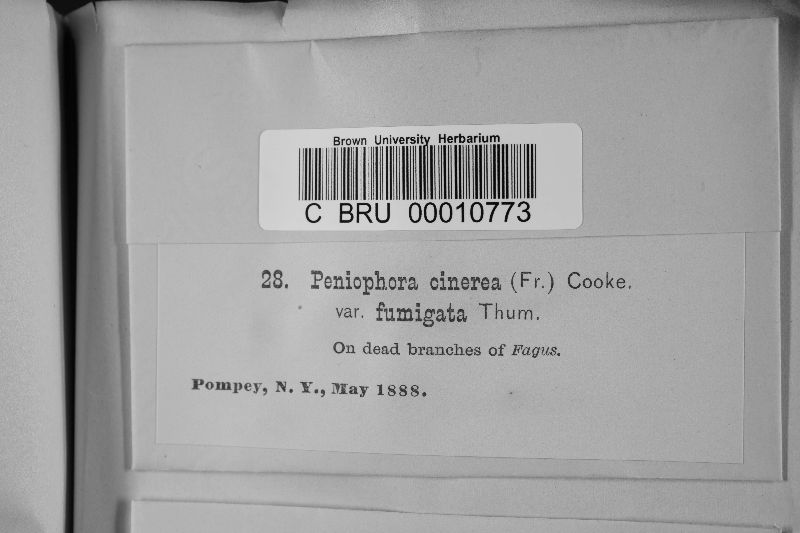 Brown University Herbarium
C BRU 00010773
28. Peniophora cinerea (Fr.) Cooke.
var. fumigata Thum.
On dead branches of Fagus.
Pompey, N. Y., May 1888.